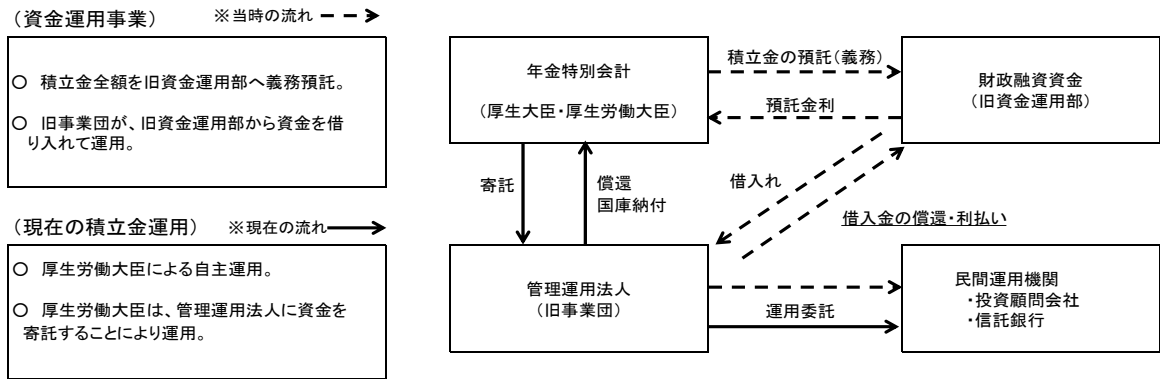 (資金運用事業) ※当時の流れ
○ 積立金全額を旧資金運用部へ義務預託。
○ 旧事業団が、旧資金運用部から資金を借
り入れて運用。
(現在の積立金運用) ※現在の流れ
○ 厚生労働大臣による自主運用。
○ 厚生労働大臣は、管理運用法人に資金を
寄託することにより運用。
年金特別会計
(厚生大臣・厚生労働大臣)
積立金の預託(義務)
預託金利
財政融資資金
(旧資金運用部)
寄託
償還
国庫納付
借入れ
借入金の償還・利払い
管理運用法人
(旧事業団)
運用委託
民間運用機関
・投資顧問会社
・信託銀行